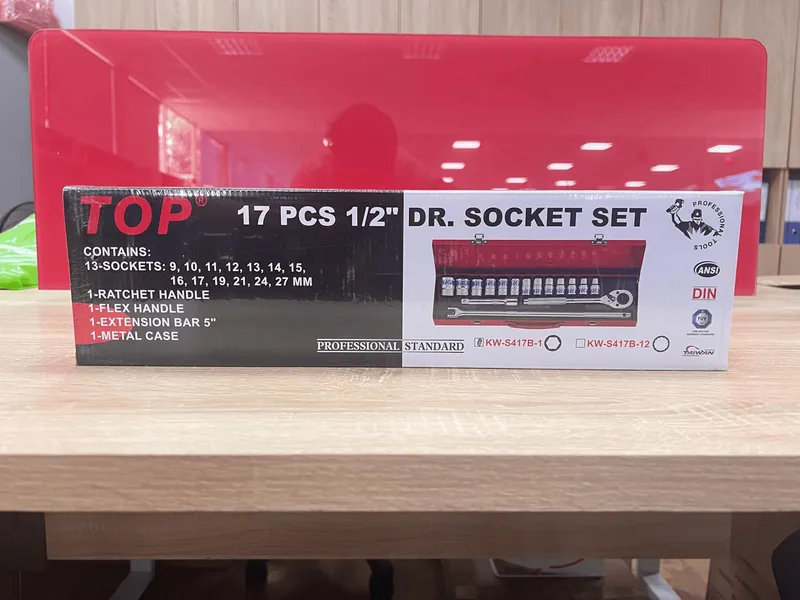 TOP®
17 PCS 1/2" DR. SOCKET SET
CONTAINS:
13-SOCKETS: 9, 10, 11, 12, 13, 14, 15,
16, 17, 19, 21, 24, 27 MM
1-RATCHET HANDLE
1-FLEX HANDLE
1-EXTENSION BAR 5"
1-METAL CASE
PROFESSIONAL STANDARD
KW-S417B-1
KW-S417B-12
PROFESSIONAL TOOLS
ANSI
DIN
TAIWAN